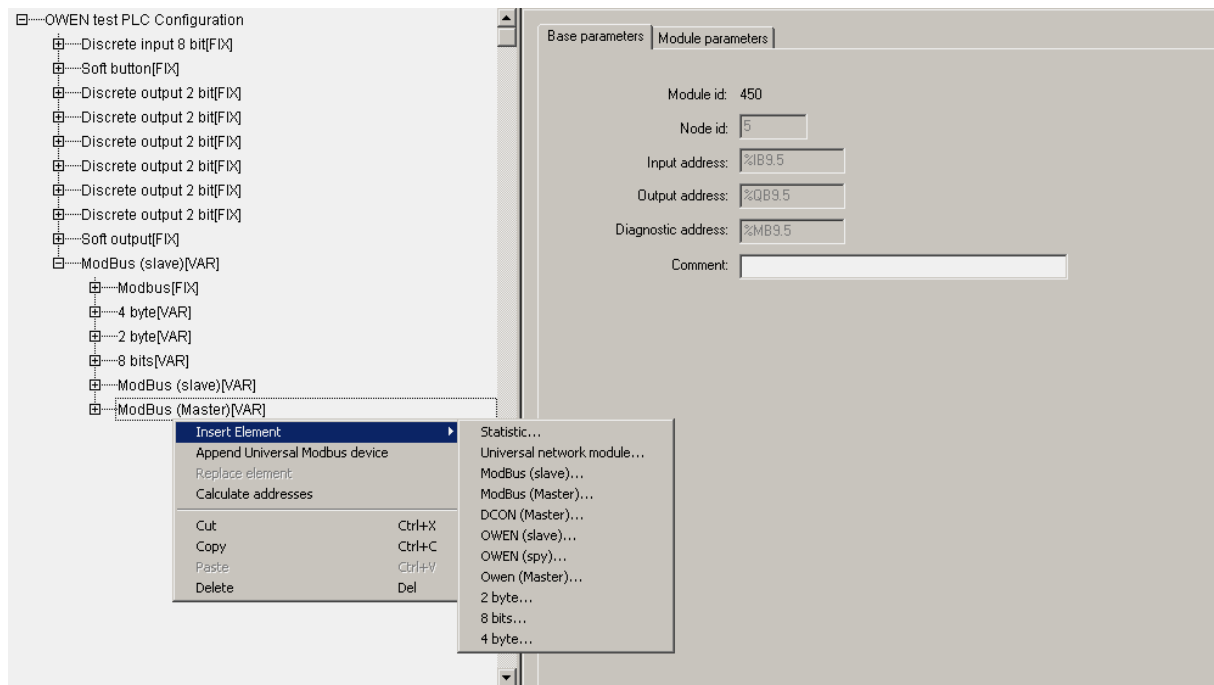 OWEN test PLC Configuration
Discrete input 8 bit[FIX]
Soft button[FIX]
Discrete output 2 bit[FIX]
Discrete output 2 bit[FIX]
Discrete output 2 bit[FIX]
Discrete output 2 bit[FIX]
Discrete output 2 bit[FIX]
Discrete output 2 bit[FIX]
Soft output[FIX]
ModBus (slave)[VAR]
Modbus[FIX]
4 byte[VAR]
2 byte[VAR]
8 bits[VAR]
ModBus (slave)[VAR]
ModBus (Master)[VAR]
Insert Element
Append Universal Modbus device
Replace element
Calculate addresses
Cut Ctrl+X
Copy Ctrl+C
Paste Ctrl+V
Delete Del
Statistic...
Universal network module...
ModBus (slave)...
ModBus (Master)...
DCON (Master)...
OWEN (slave)...
OWEN (spy)...
Owen (Master)...
2 byte...
8 bits...
4 byte...
Base parameters Module parameters
Module id: 450
Node id: 5
Input address: %IB9.5
Output address: %QB9.5
Diagnostic address: %MB9.5
Comment: